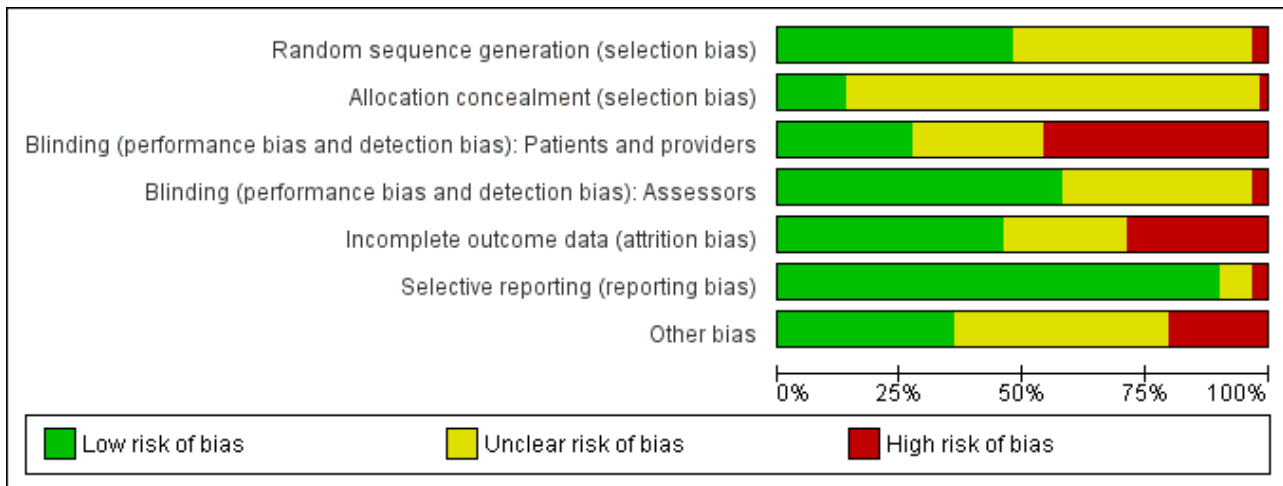 Random sequence generation (selection bias)
Allocation concealment (selection bias)
Blinding (performance bias and detection bias): Patients and providers
Blinding (performance bias and detection bias): Assessors
Incomplete outcome data (attrition bias)
Selective reporting (reporting bias)
Other bias
0% 25% 50% 75% 100%
Low risk of bias Unclear risk of bias High risk of bias